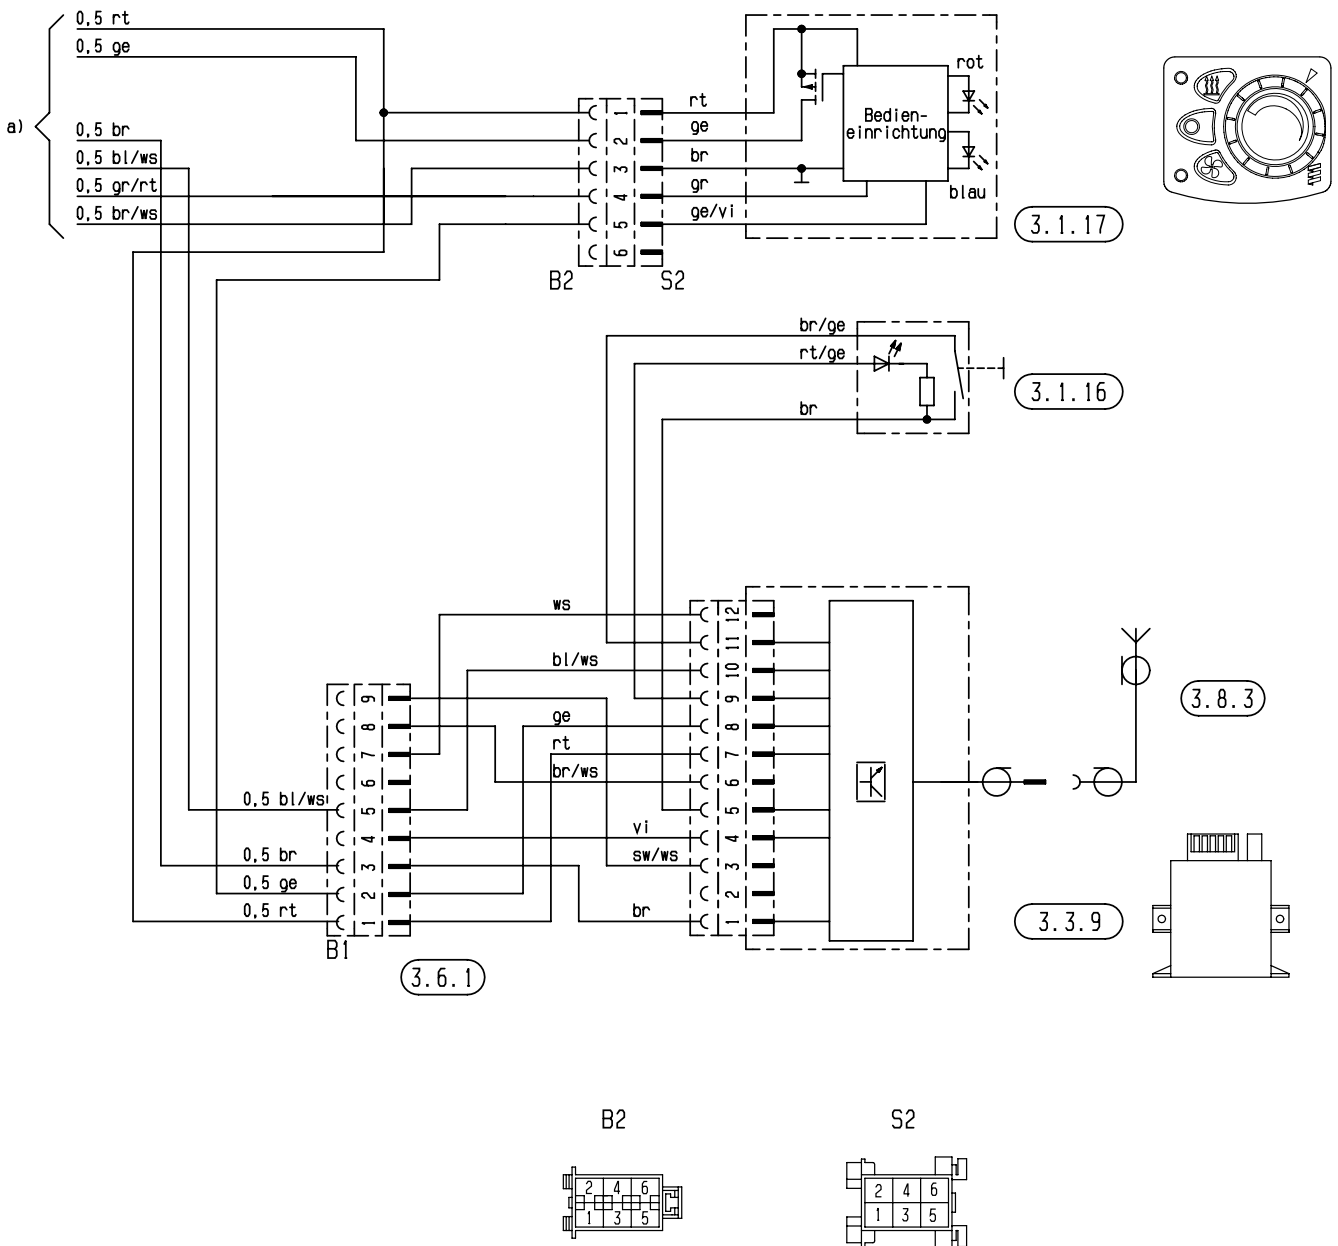 0,5 rt
0,5 ge
a)
0,5 br
0,5 bl/ws
0,5 gr/rt
0,5 br/ws
1
2
3
4
5
6
B2
S2
rt
ge
br
gr
ge/vi
Bedien-
einrichtung
rot
blau
3.1.17
br/ge
rt/ge
br
3.1.16
ws
bl/ws
ge
rt
br/ws
vi
sw/ws
br
12
11
10
9
8
7
6
5
4
3
2
1
9
8
7
6
5
4
3
2
1
0,5 bl/ws
0,5 br
0,5 ge
0,5 rt
B1
3.6.1
3.8.3
3.3.9
B2
S2
2 4 6
1 3 5
2 4 6
1 3 5